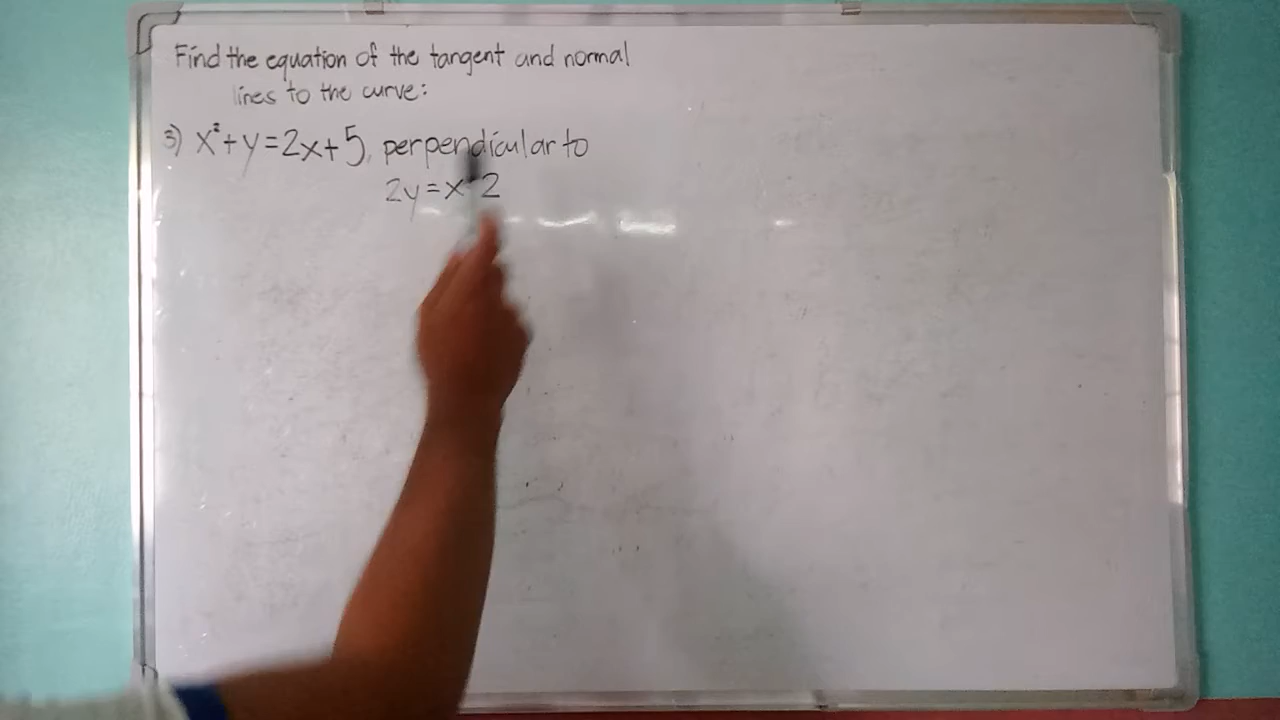 Find the equation of the tangent and normal
lines to the curve:
3) x²+y=2x+5, perpendicular to
2y=x-2